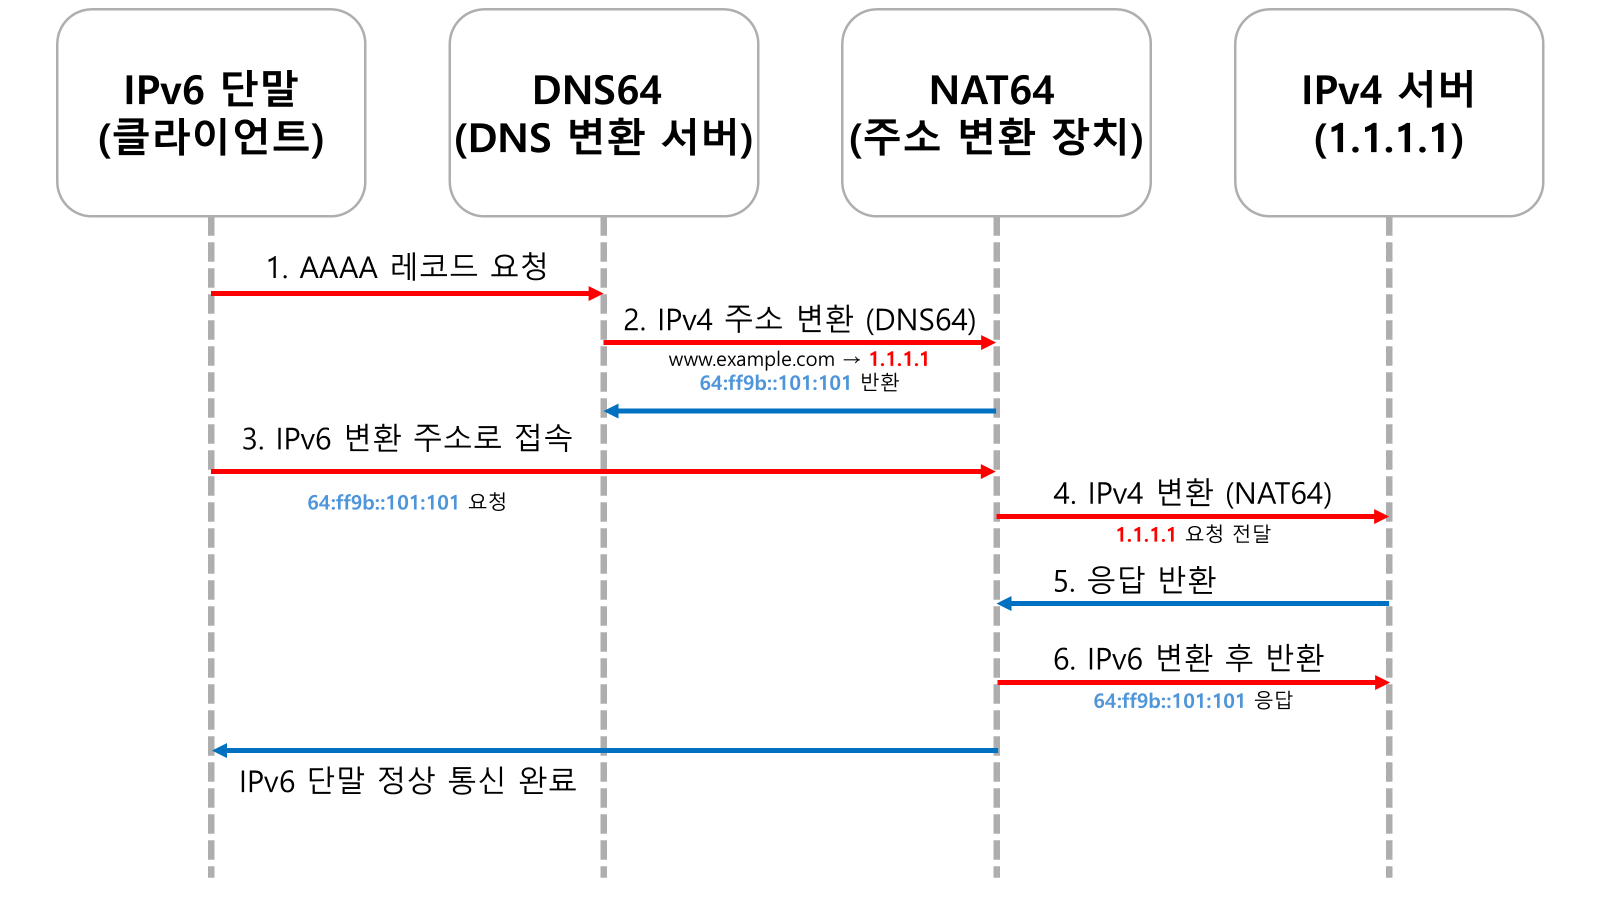 IPv6 단말
(클라이언트)
DNS64
(DNS 변환 서버)
NAT64
(주소 변환 장치)
IPv4 서버
(1.1.1.1)
1. AAAA 레코드 요청
2. IPv4 주소 변환 (DNS64)
www.example.com → 1.1.1.1
64:ff9b::101:101 반환
3. IPv6 변환 주소로 접속
64:ff9b::101:101 요청
4. IPv4 변환 (NAT64)
1.1.1.1 요청 전달
5. 응답 반환
6. IPv6 변환 후 반환
64:ff9b::101:101 응답
IPv6 단말 정상 통신 완료